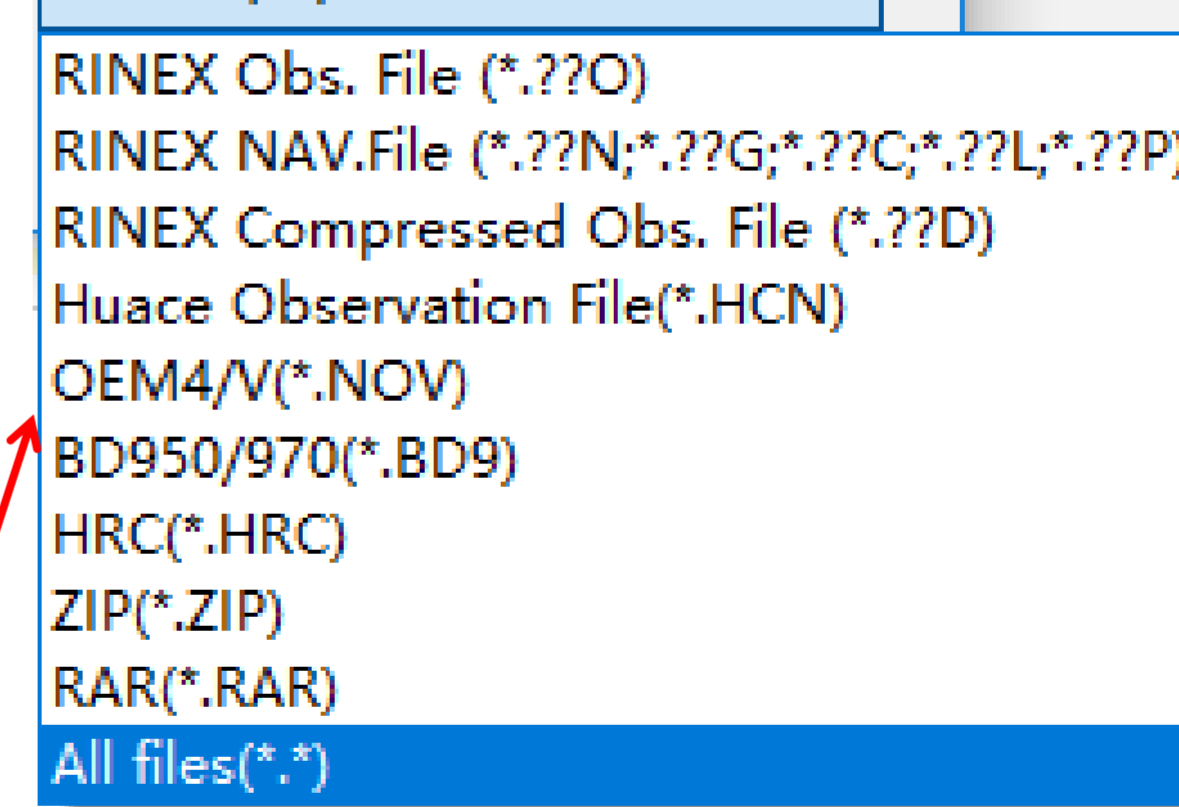 RINEX Obs. File (*.??O)
RINEX NAV.File (*.??N;*.??G;*.??C;*.??L;*.??P)
RINEX Compressed Obs. File (*.??D)
Huace Observation File(*.HCN)
OEM4/V(*.NOV)
BD950/970(*.BD9)
HRC(*.HRC)
ZIP(*.ZIP)
RAR(*.RAR)
All files(*.*)